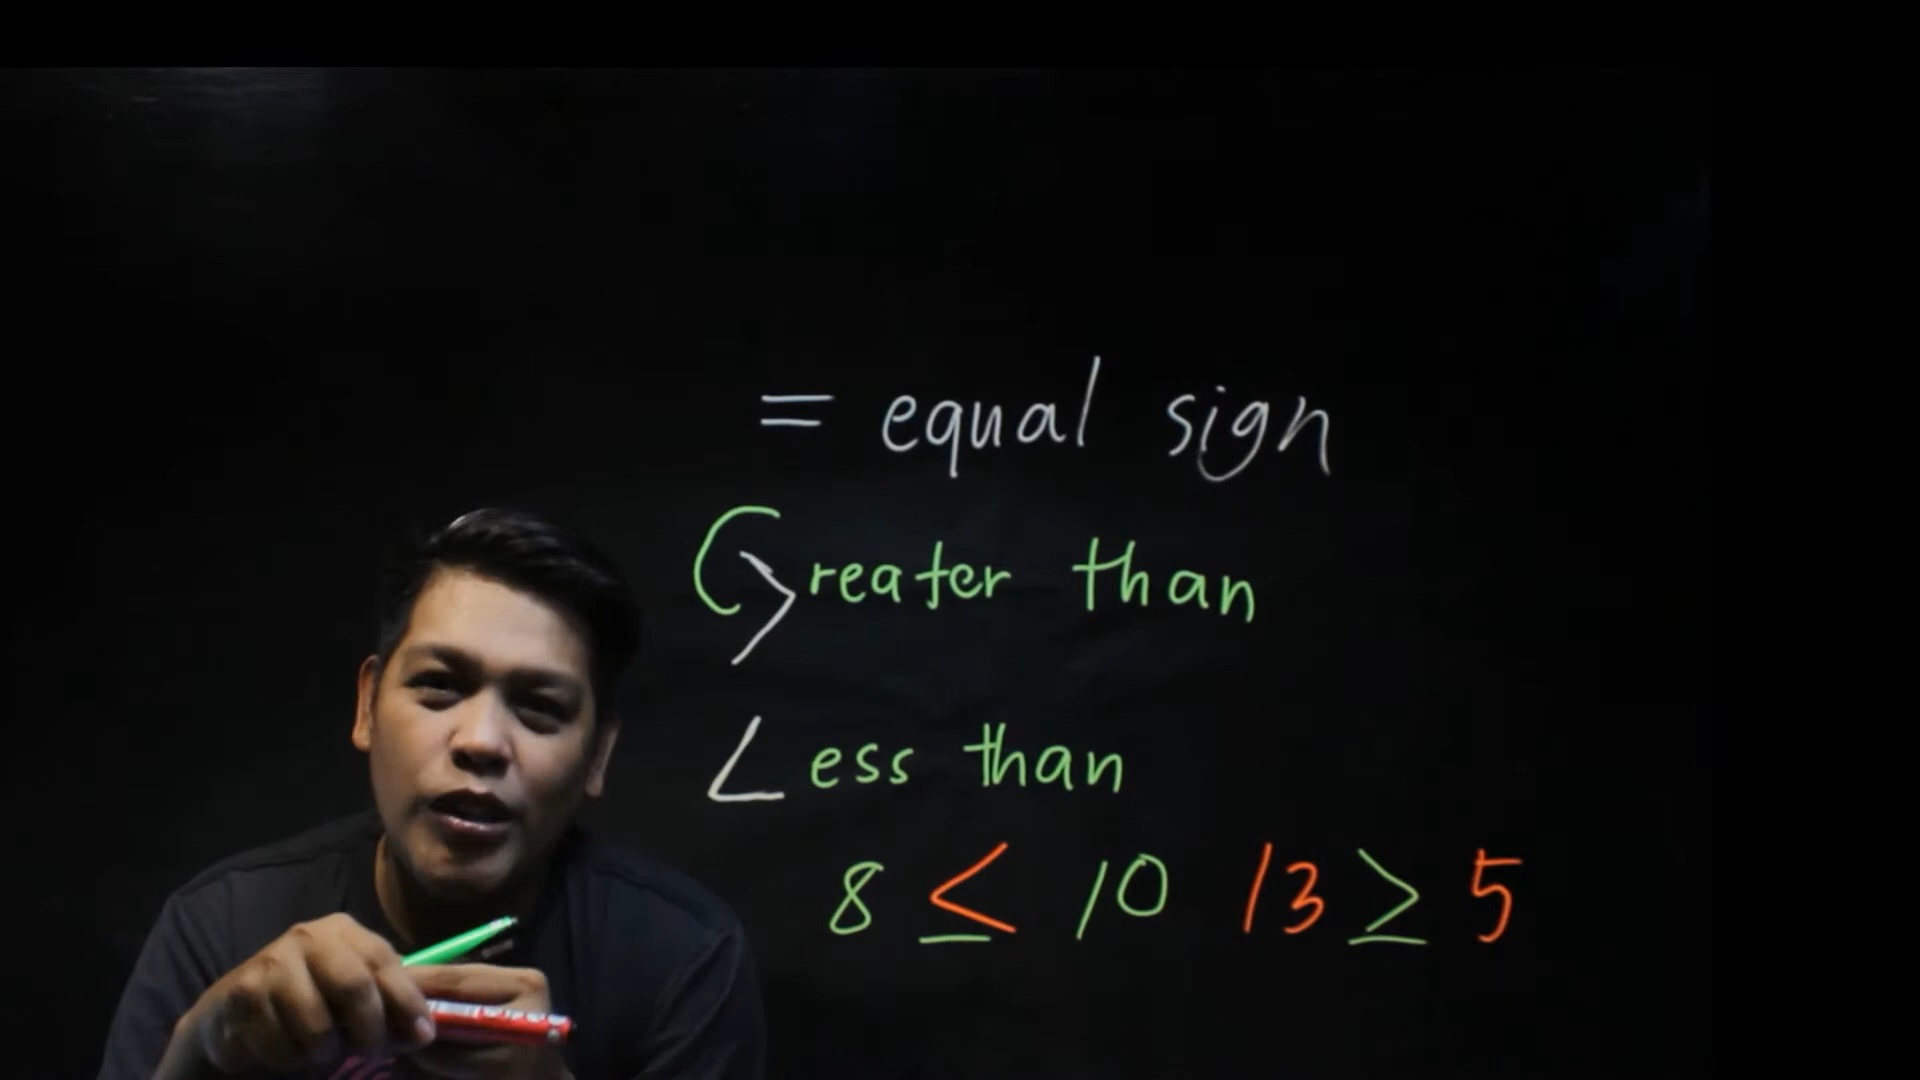 = equal sign
Greater than
Less than
8 ≤ 10 13 ≥ 5